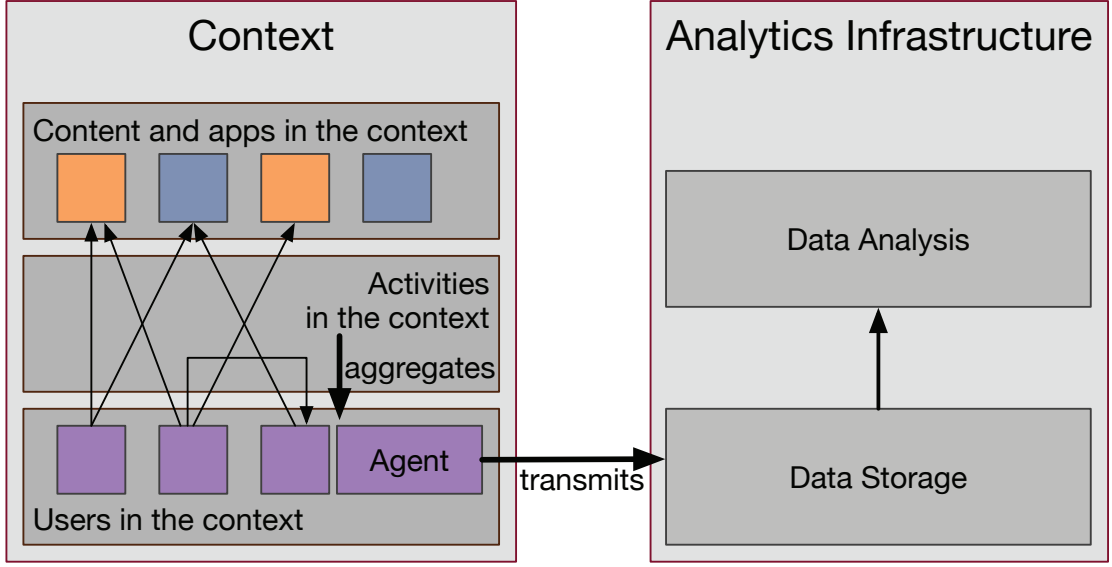 Context
Content and apps in the context
Activities
in the context
aggregates
Agent
Users in the context
transmits
Analytics Infrastructure
Data Analysis
Data Storage